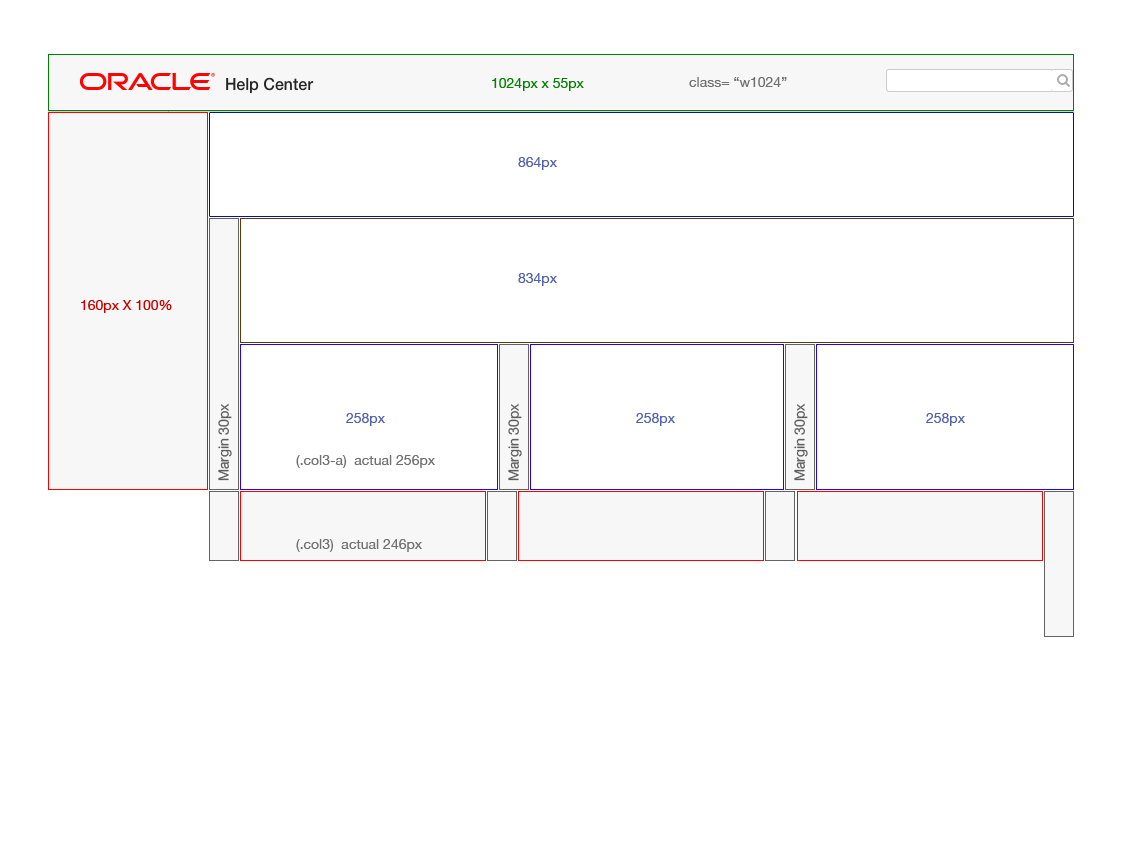 ORACLE® Help Center 1024px x 55px class= “w1024”
864px
834px
160px X 100%
Margin 30px
258px
(.col3-a) actual 256px
Margin 30px
258px
Margin 30px
258px
(.col3) actual 246px